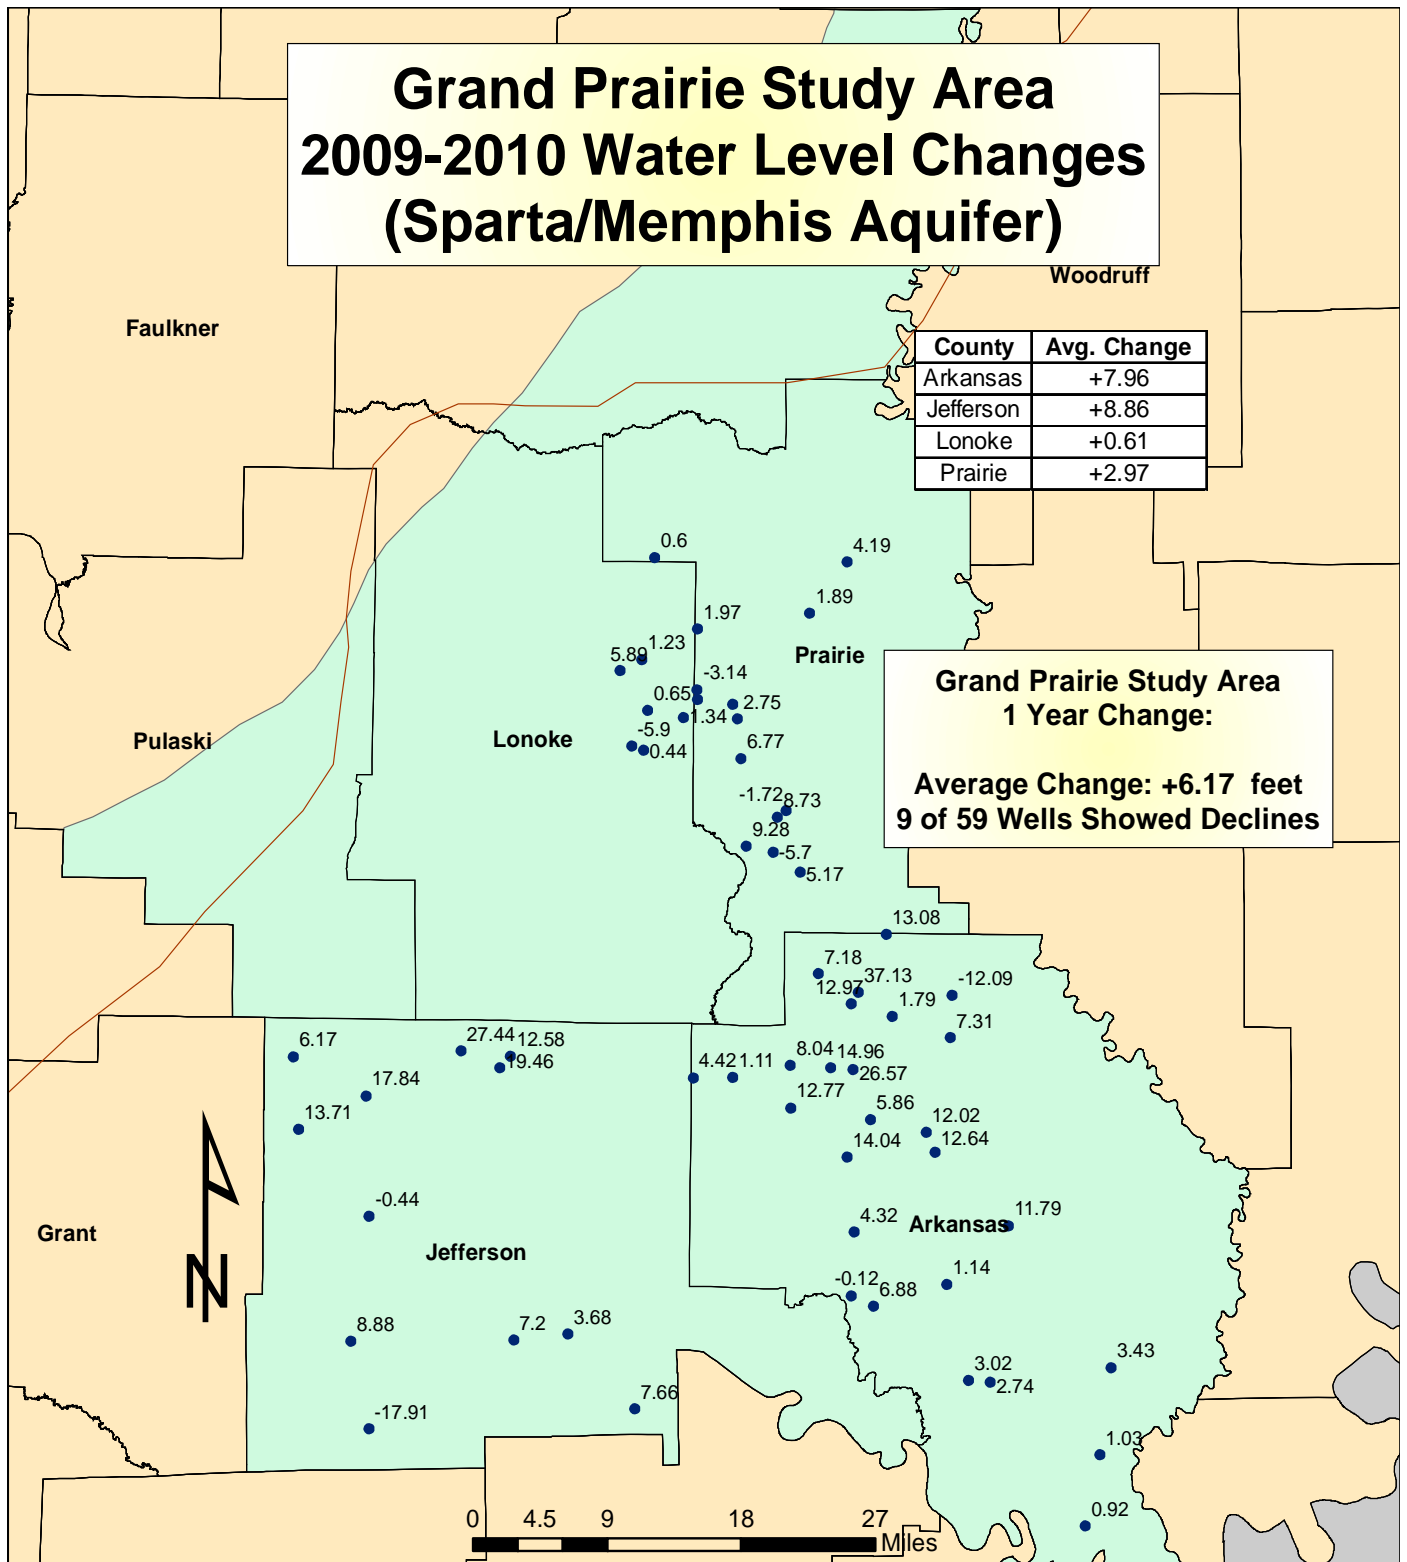 Grand Prairie Study Area
2009-2010 Water Level Changes
(Sparta/Memphis Aquifer)
Woodruff
Faulkner
County Avg. Change
Arkansas +7.96
Jefferson +8.86
Lonoke +0.61
Prairie +2.97
0.6
4.19
1.89
1.97
1.23
5.89
Prairie
-3.14
0.65
2.75
1.34
Grand Prairie Study Area
1 Year Change:
Average Change: +6.17 feet
9 of 59 Wells Showed Declines
Pulaski
Lonoke
-5.9
0.44
6.77
-1.72
8.73
9.28
-5.7
5.17
13.08
7.18
37.13
12.97
-12.09
1.79
7.31
6.17
27.44
12.58
19.46
4.42
1.11
8.04
14.96
26.57
17.84
12.77
13.71
5.86
12.02
12.64
14.04
-0.44
4.32
Arkansas
11.79
Grant
Jefferson
N
-0.12
6.88
1.14
8.88
7.2
3.68
3.43
3.02
2.74
7.66
-17.91
1.03
0.92
0 4.5 9 18 27
Miles